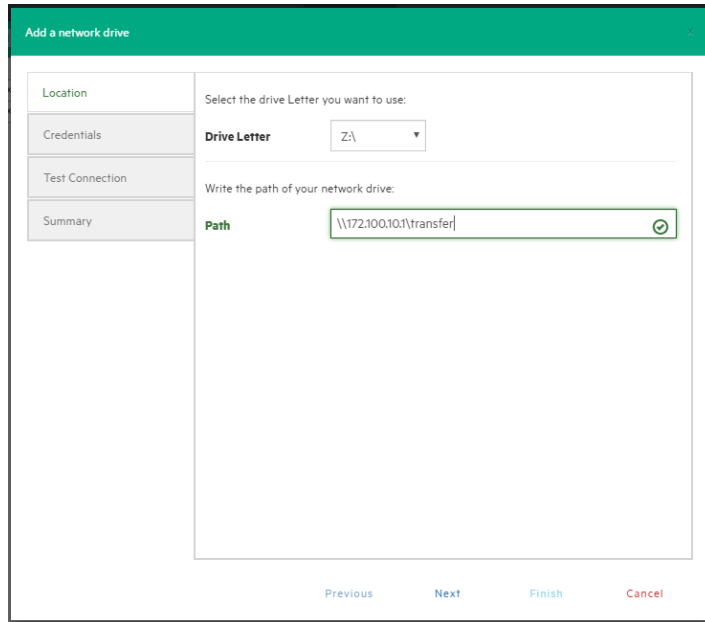 Add a network drive
×
Location
Credentials
Test Connection
Summary
Select the drive Letter you want to use:
Drive Letter Z:\
Write the path of your network drive:
Path \\172.100.10.1\transfer
Previous Next Finish Cancel